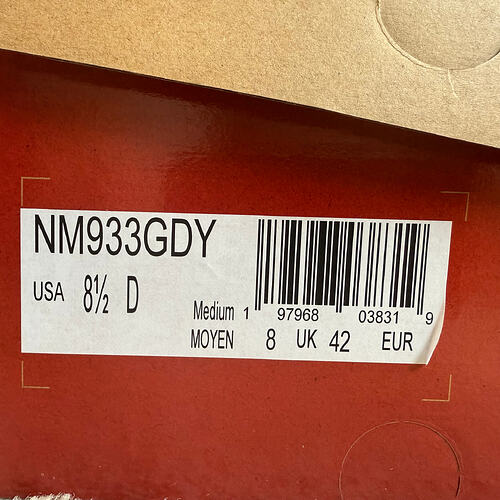 NM933GDY
USA 8½ D
Medium 1 97968 03831 9
MOYEN 8 UK 42 EUR